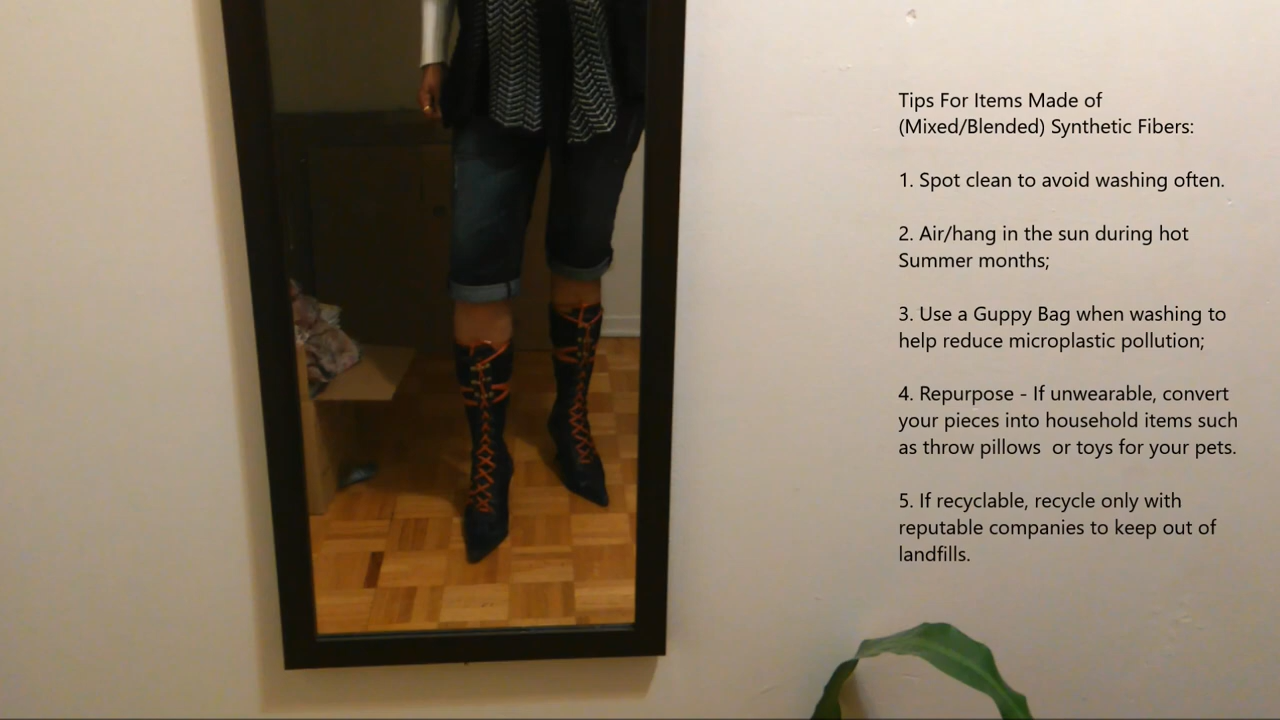 Tips For Items Made of
(Mixed/Blended) Synthetic Fibers:
1. Spot clean to avoid washing often.
2. Air/hang in the sun during hot
Summer months;
3. Use a Guppy Bag when washing to
help reduce microplastic pollution;
4. Repurpose - If unwearable, convert
your pieces into household items such
as throw pillows  or toys for your pets.
5. If recyclable, recycle only with
reputable companies to keep out of
landfills.